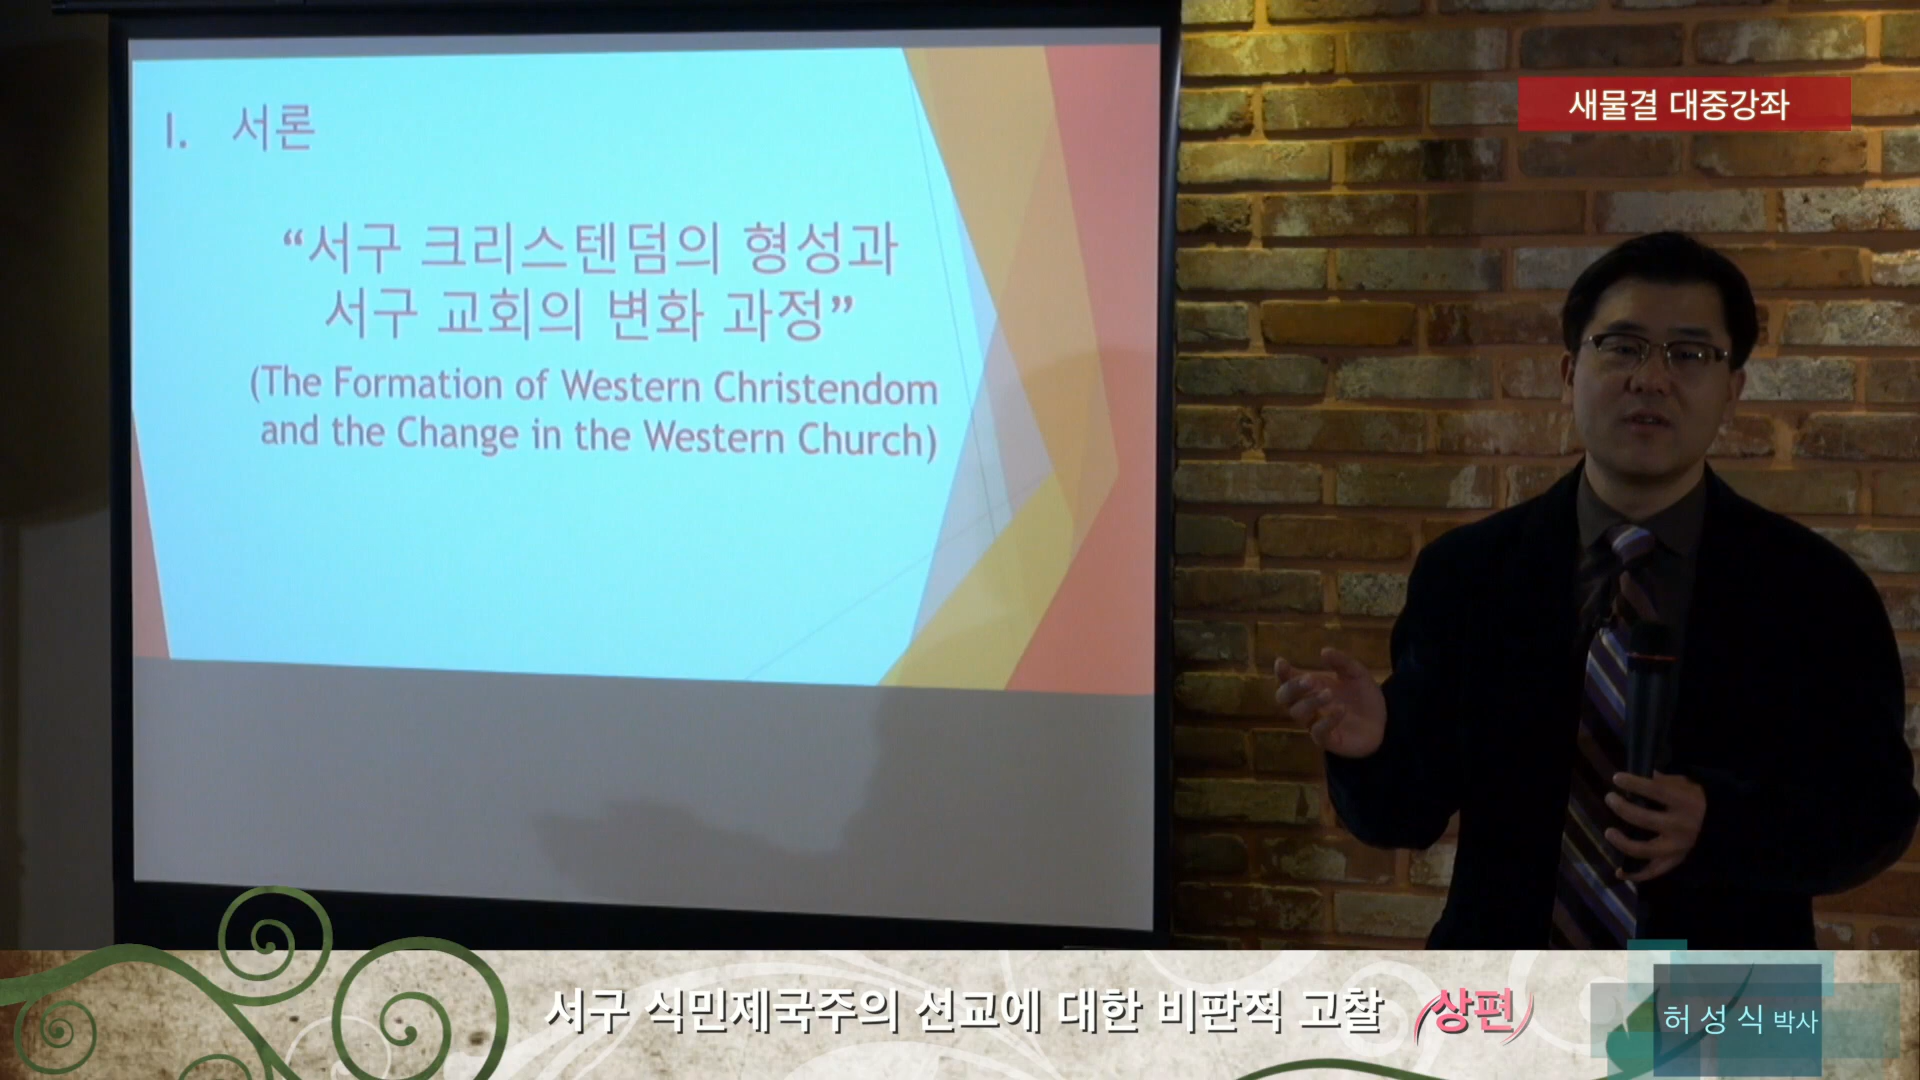 새물결 대중강좌
I. 서론
“서구 크리스텐덤의 형성과
서구 교회의 변화 과정”
(The Formation of Western Christendom
and the Change in the Western Church)
서구 식민제국주의 선교에 대한 비판적 고찰 (상편)
허성식 박사